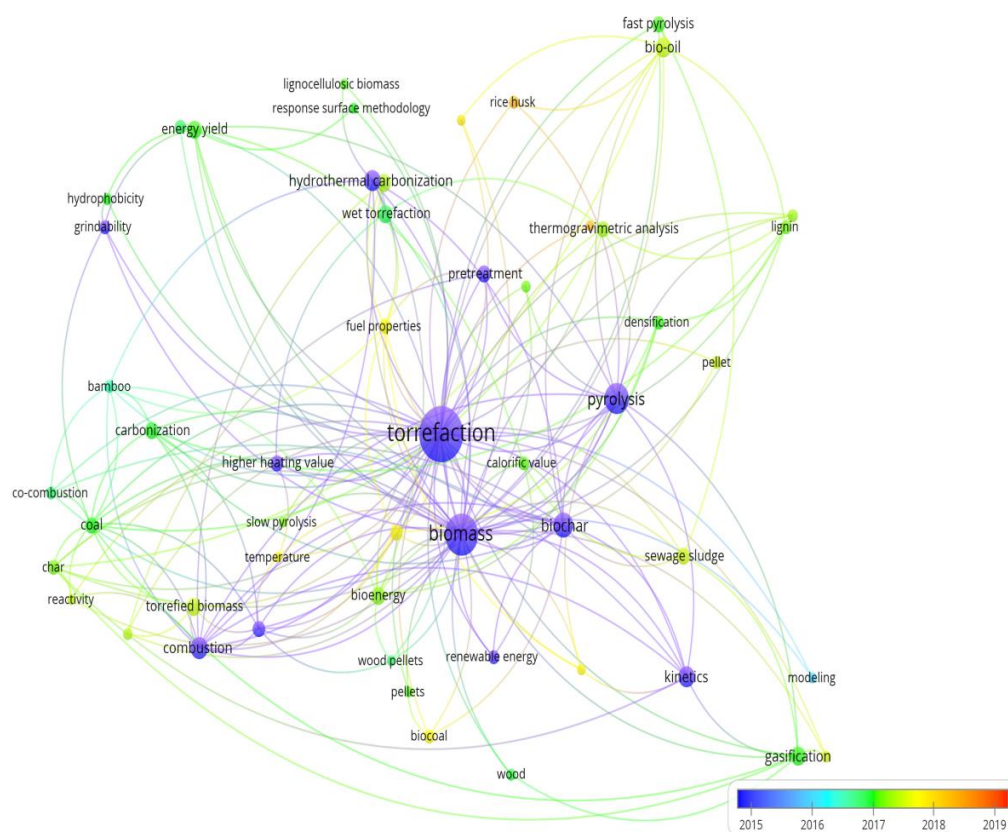 fast pyrolysis
bio-oil
lignocellulosic biomass
rice husk
response surface methodology
energy yield
hydrothermal carbonization
hydrophobicity
wet torrefaction
grindability
thermogravimetric analysis
lignin
pretreatment
fuel properties
densification
pellet
bamboo
pyrolysis
carbonization
torrefaction
higher heating value
calorific value
co-combustion
coal
slow pyrolysis
biomass
biochar
temperature
sewage sludge
char
bioenergy
reactivity
torrefied biomass
combustion
wood pellets
renewable energy
kinetics
modeling
pellets
biocoal
gasification
wood
2015 2016 2017 2018 2019